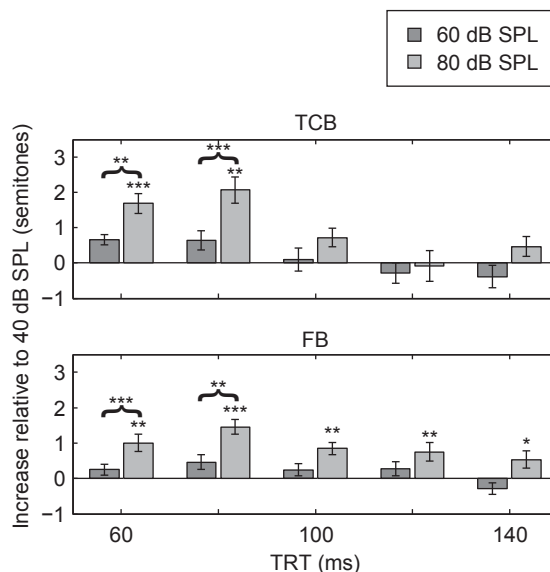 60 dB SPL
80 dB SPL
TCB
3
2
1
0
−1
** *** *** **
FB
3
2
1
0
−1
*** ** ** *** ** ** *
Increase relative to 40 dB SPL (semitones)
60 100 140
TRT (ms)